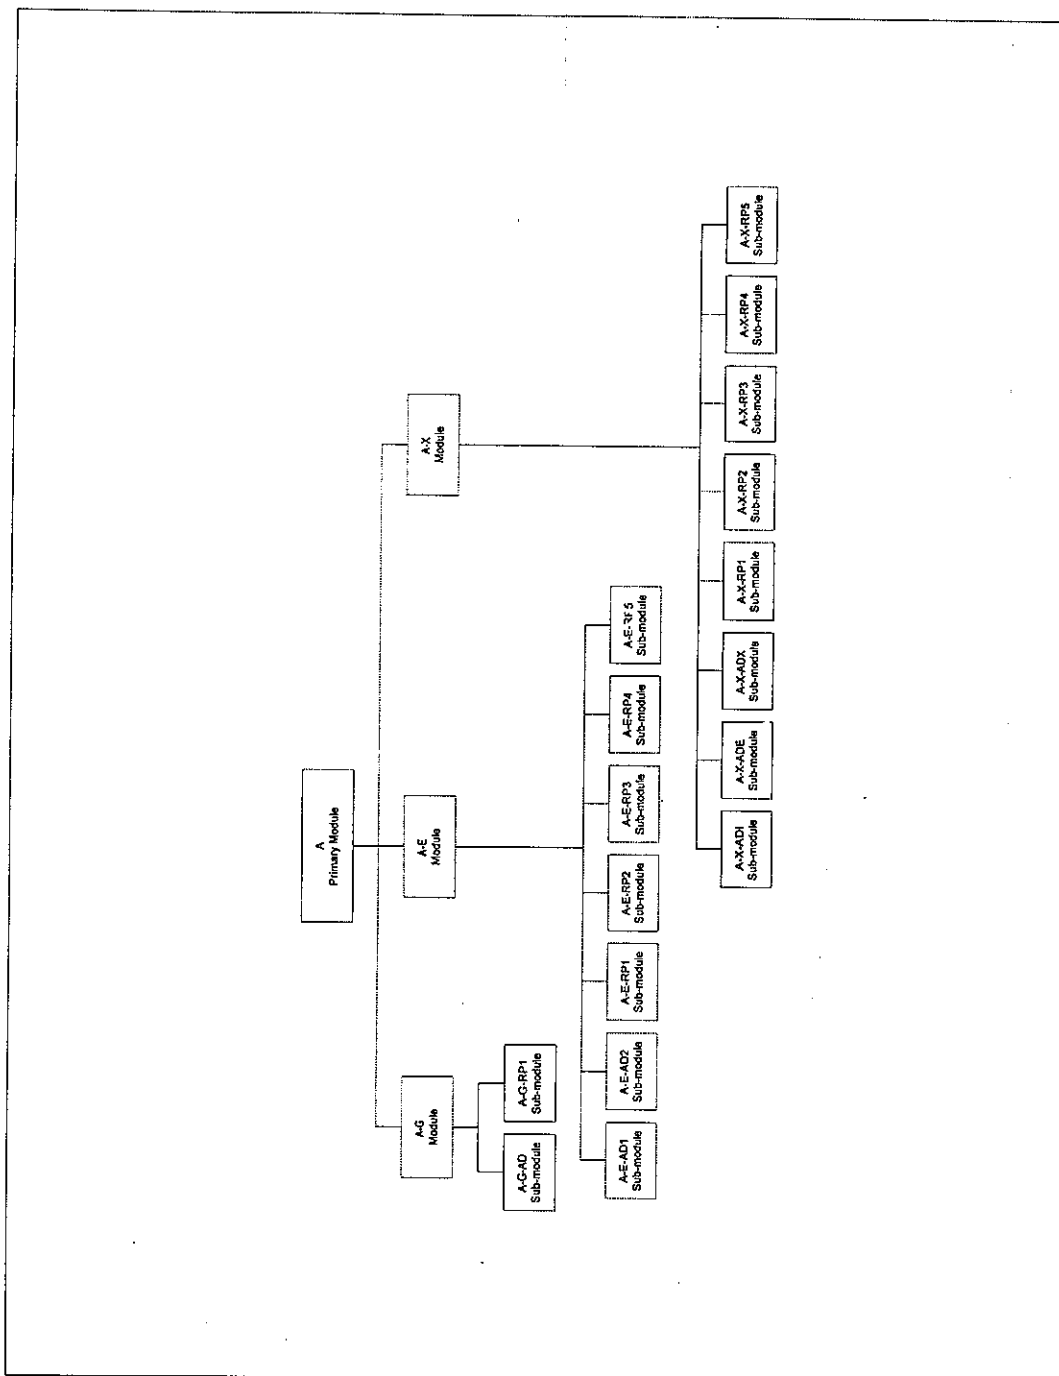 A
Primary Module
A-G
Module
A-E
Module
A-X
Module
A-G-AD
Sub-module
A-G-RP1
Sub-module
A-E-AD1
Sub-module
A-E-AD2
Sub-module
A-E-RP1
Sub-module
A-E-RP2
Sub-module
A-E-RP3
Sub-module
A-E-RP4
Sub-module
A-E-RP5
Sub-module
A-X-ADI
Sub-module
A-X-ADE
Sub-module
A-X-ADX
Sub-module
A-X-RP1
Sub-module
A-X-RP2
Sub-module
A-X-RP3
Sub-module
A-X-RP4
Sub-module
A-X-RP5
Sub-module